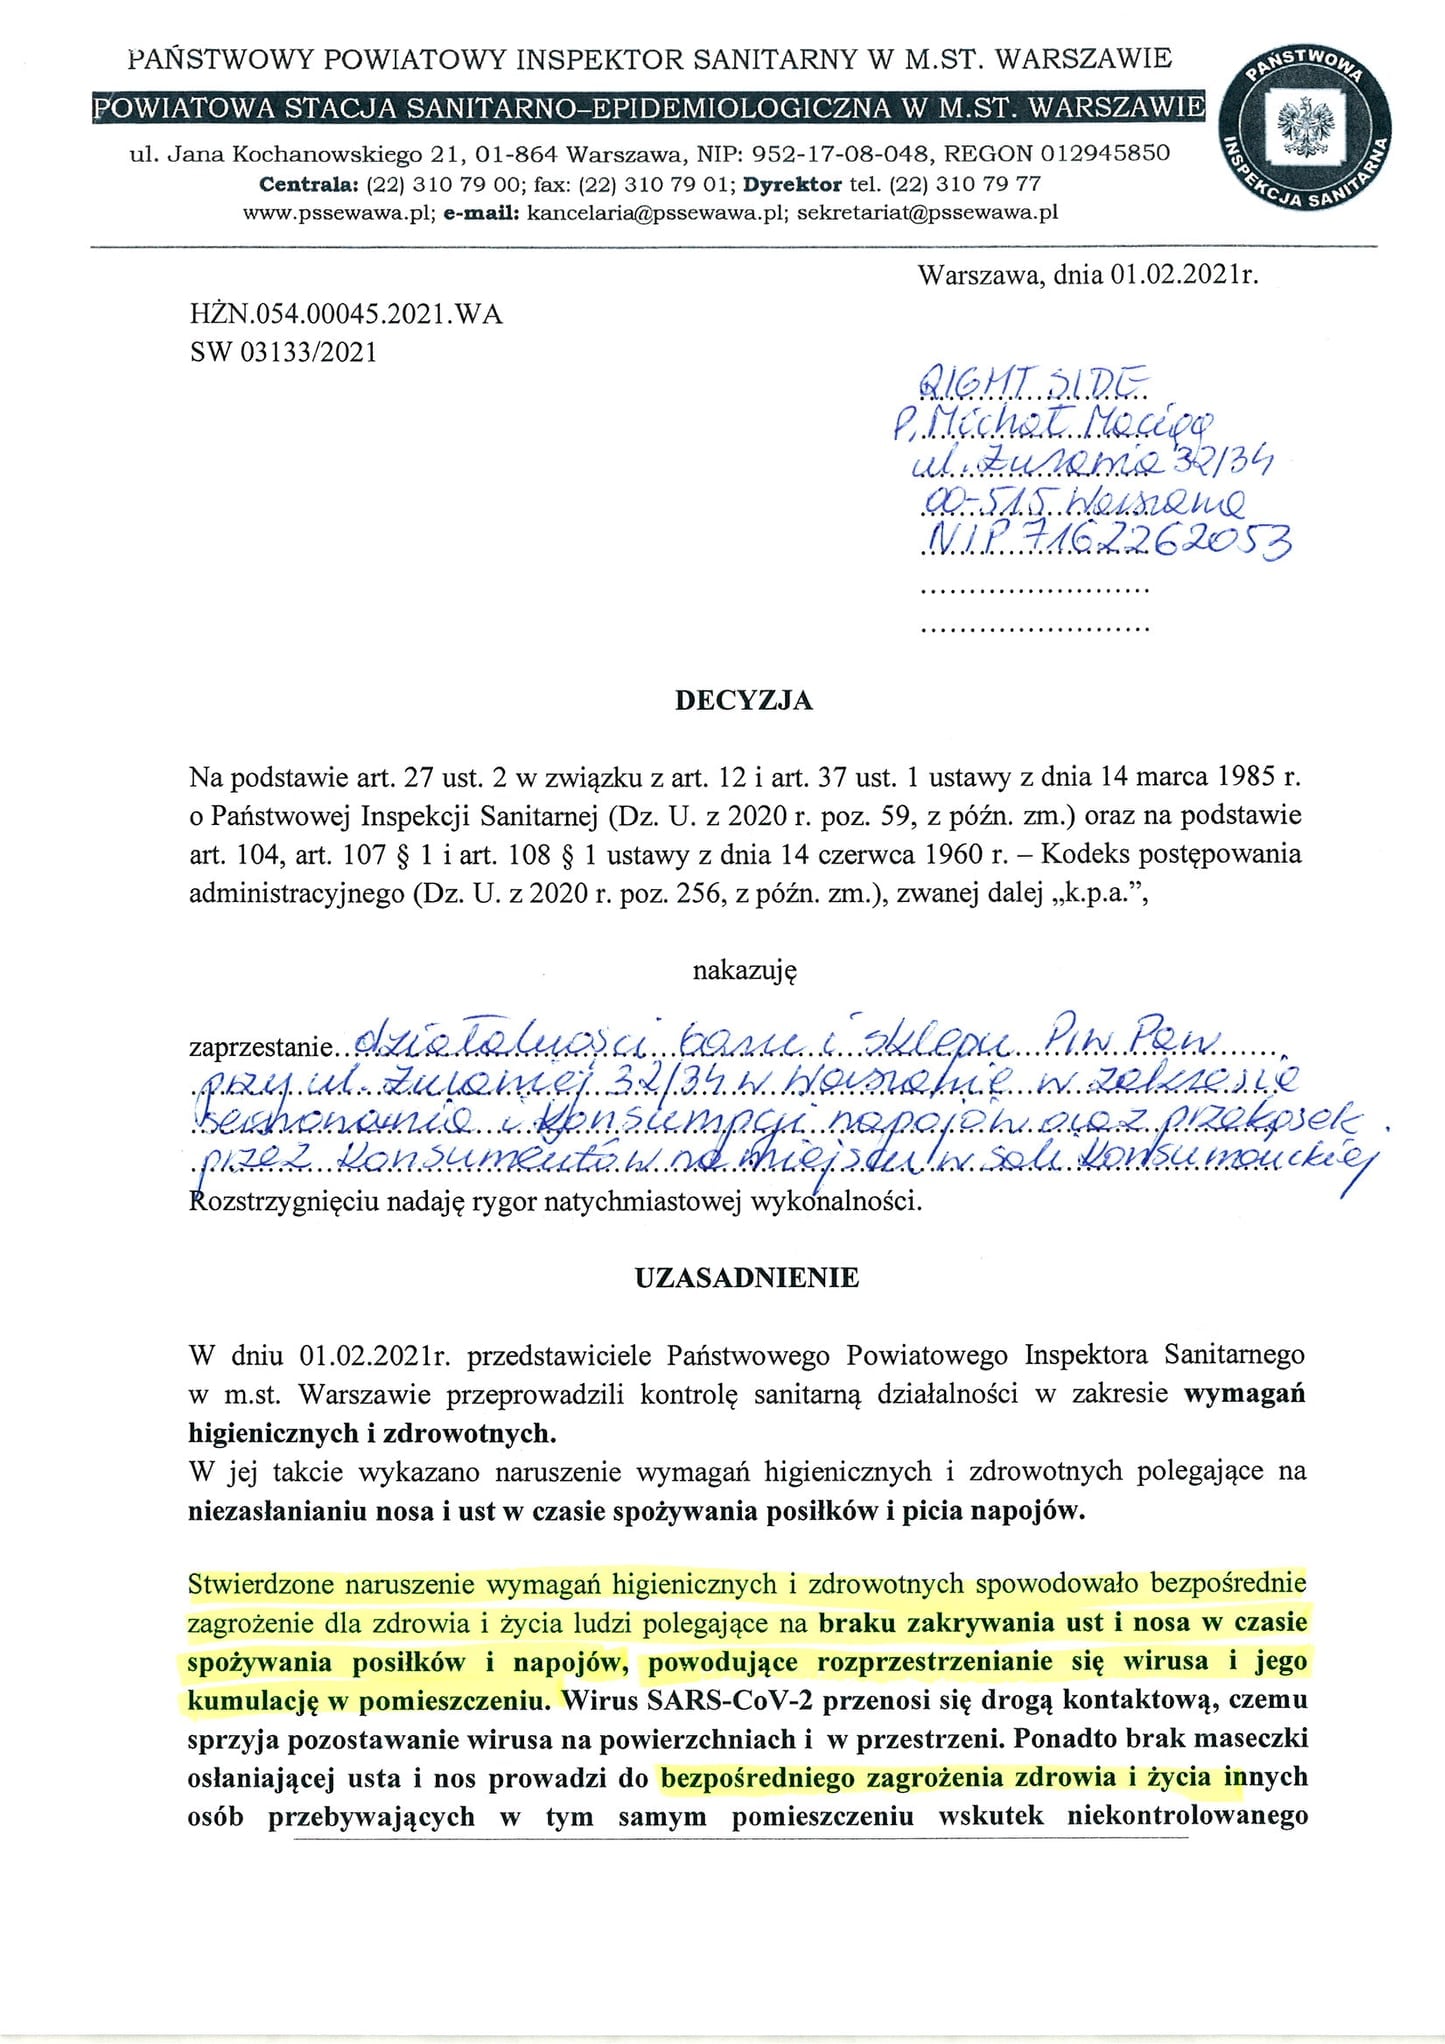 PAŃSTWOWY POWIATOWY INSPEKTOR SANITARNY W M.ST. WARSZAWIE
POWIATOWA STACJA SANITARNO–EPIDEMIOLOGICZNA W M.ST. WARSZAWIE
ul. Jana Kochanowskiego 21, 01-864 Warszawa, NIP: 952-17-08-048, REGON 012945850
Centrala: (22) 310 79 00; fax: (22) 310 79 01; Dyrektor tel. (22) 310 79 77
www.pssewawa.pl; e-mail: kancelaria@pssewawa.pl; sekretariat@pssewawa.pl
PAŃSTWOWA
INSPEKCJA SANITARNA
Warszawa, dnia 01.02.2021r.
HŻN.054.00045.2021.WA
SW 03133/2021
RIGHT SIDE
P. Michał Maciąg
ul. Żurawia 32/34
00-515 Warszawa
NIP 7162262053
DECYZJA
Na podstawie art. 27 ust. 2 w związku z art. 12 i art. 37 ust. 1 ustawy z dnia 14 marca 1985 r.
o Państwowej Inspekcji Sanitarnej (Dz. U. z 2020 r. poz. 59, z późn. zm.) oraz na podstawie
art. 104, art. 107 § 1 i art. 108 § 1 ustawy z dnia 14 czerwca 1960 r. – Kodeks postępowania
administracyjnego (Dz. U. z 2020 r. poz. 256, z późn. zm.), zwanej dalej „k.p.a.”,
nakazuję
zaprzestanie działalności baru i sklepu PiwPaw
przy ul. Żurawiej 32/34 w Warszawie w zakresie
serwowania i konsumpcji napojów oraz przekąsek
przez konsumentów na miejscu w sali konsumenckiej
Rozstrzygnięciu nadaję rygor natychmiastowej wykonalności.
UZASADNIENIE
W dniu 01.02.2021r. przedstawiciele Państwowego Powiatowego Inspektora Sanitarnego
w m.st. Warszawie przeprowadzili kontrolę sanitarną działalności w zakresie wymagań
higienicznych i zdrowotnych.
W jej takcie wykazano naruszenie wymagań higienicznych i zdrowotnych polegające na
niezasłanianiu nosa i ust w czasie spożywania posiłków i picia napojów.
Stwierdzone naruszenie wymagań higienicznych i zdrowotnych spowodowało bezpośrednie
zagrożenie dla zdrowia i życia ludzi polegające na braku zakrywania ust i nosa w czasie
spożywania posiłków i napojów, powodujące rozprzestrzenianie się wirusa i jego
kumulację w pomieszczeniu. Wirus SARS-CoV-2 przenosi się drogą kontaktową, czemu
sprzyja pozostawanie wirusa na powierzchniach i w przestrzeni. Ponadto brak maseczki
osłaniającej usta i nos prowadzi do bezpośredniego zagrożenia zdrowia i życia innych
osób przebywających w tym samym pomieszczeniu wskutek niekontrolowanego